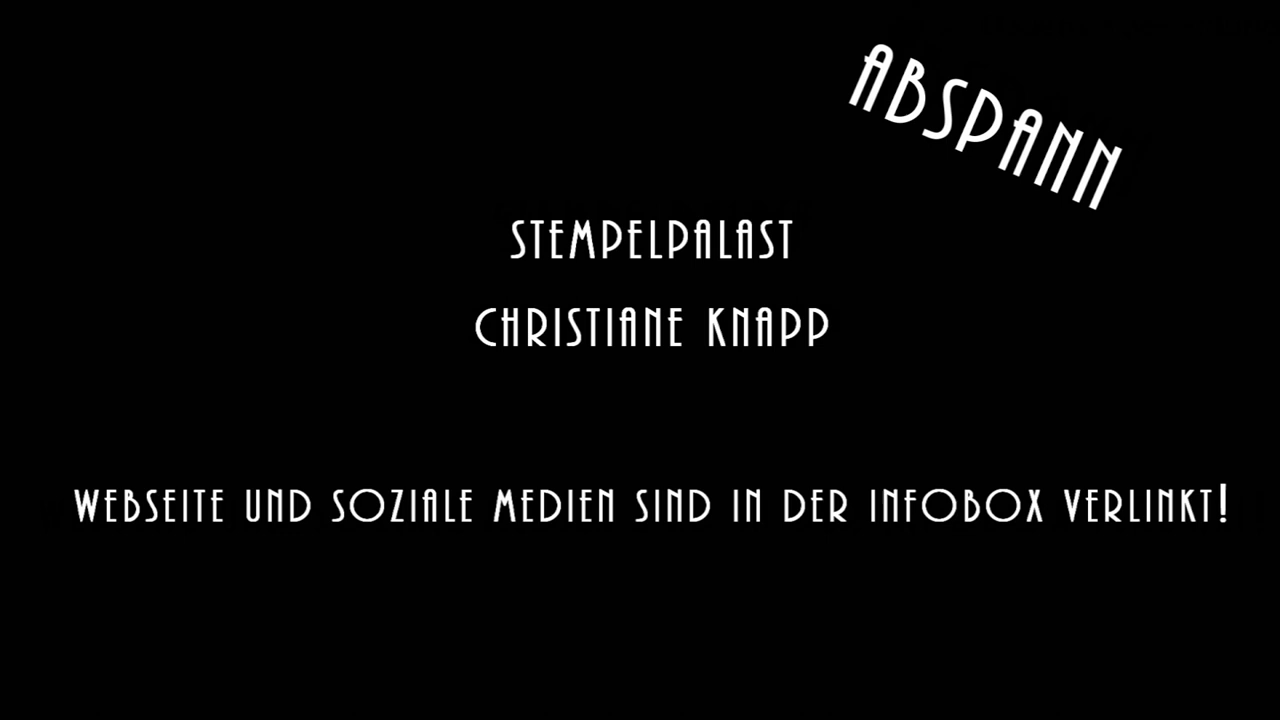 ABSPANN
STEMPELPALAST
CHRISTIANE KNAPP
WEBSEITE UND SOZIALE MEDIEN SIND IN DER INFOBOX VERLINKT!